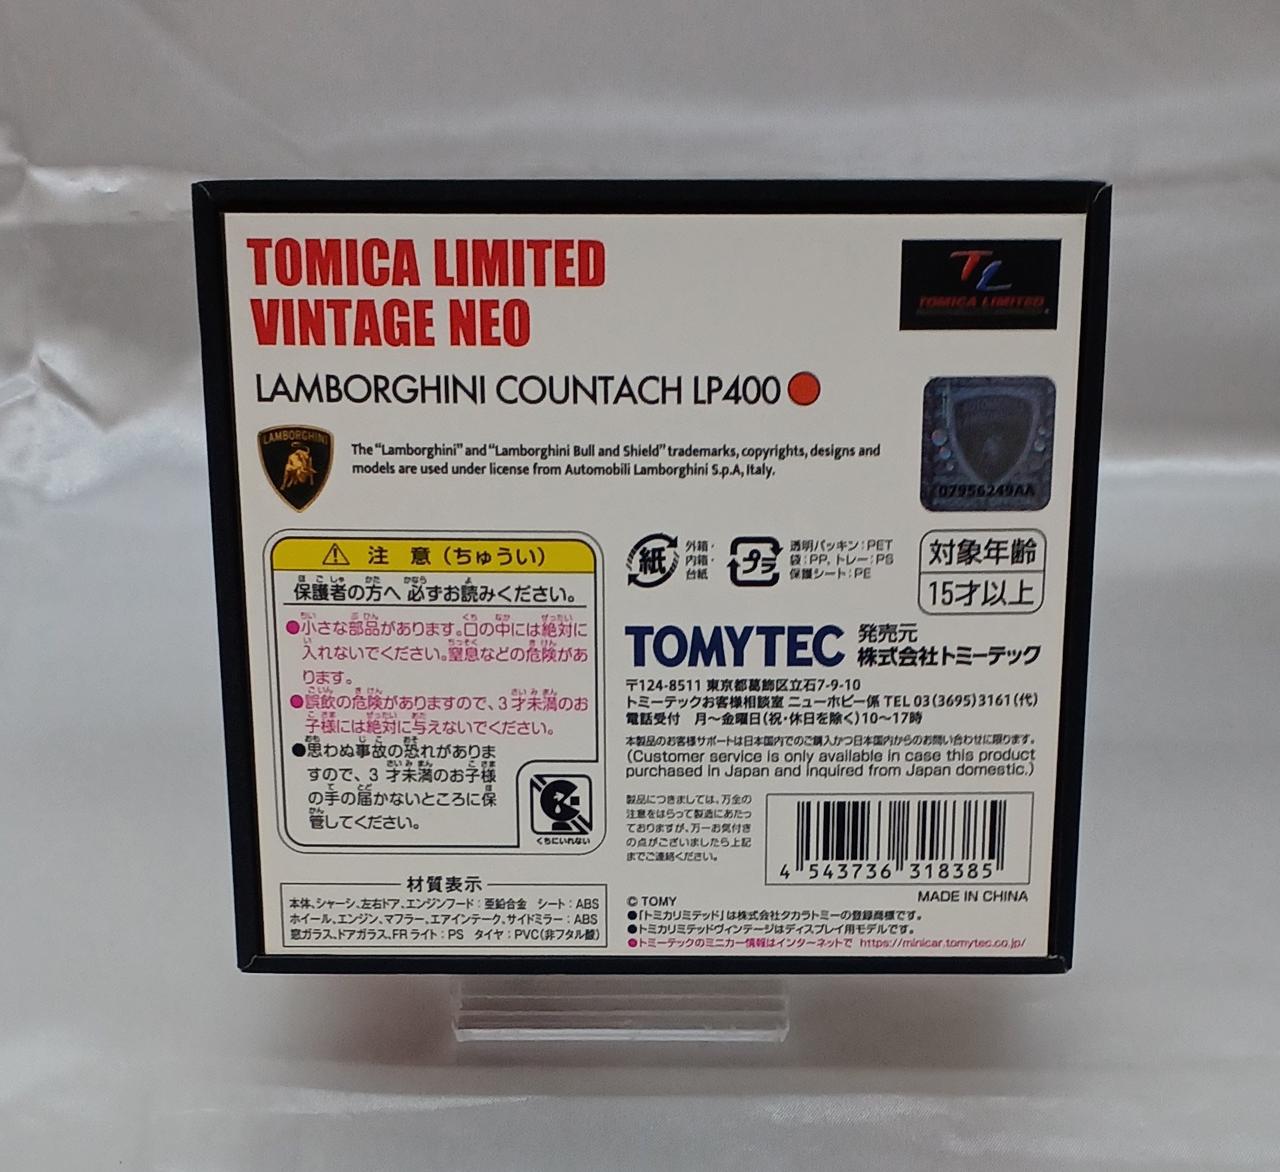 TOMICA LIMITED
VINTAGE NEO
TL
TOMICA LIMITED
LAMBORGHINI COUNTACH LP400
LAMBORGHINI
The "Lamborghini" and "Lamborghini Bull and Shield" trademarks, copyrights, designs and
models are used under license from Automobili Lamborghini S.p.A, Italy.
07956249AA
注 意(ちゅうい)
保護者の方へ 必ずお読みください。
●小さな部品があります。口の中には絶対に
入れないでください。窒息などの危険があ
ります。
●誤飲の危険がありますので、3才未満のお
子様には絶対に与えないでください。
●思わぬ事故の恐れがありま
すので、3 才未満のお子様
の手の届かないところに保
管してください。
くちにいれない
材質表示
本体、シャーシ、左右ドア、エンジンフード:亜鉛合金 シート:ABS
ホイール、エンジン、マフラー、エアインテーク、サイドミラー:ABS
窓ガラス、ドアガラス、FRライト:PS タイヤ:PVC(非フタル酸)
紙
外箱・
内箱・
台紙
プラ
透明パッキン:PET
袋:PP, トレー:PS
保護シート:PE
対象年齢
15才以上
TOMYTEC
発売元
株式会社トミーテック
〒124-8511 東京都葛飾区立石7-9-10
トミーテックお客様相談室 ニューホビー係 TEL 03(3695)3161(代)
電話受付 月～金曜日(祝・休日を除く)10～17時
本製品のお客様サポートは日本国内でのご購入かつ日本国内からのお問い合わせに限ります。
(Customer service is only available in case this product
purchased in Japan and inquired from Japan domestic.)
製品につきましては、万全の
注意をはらって製造にあたっ
ておりますが、万一お気付き
の点がございましたら上記
までご連絡ください。
4 543736 318385
MADE IN CHINA
© TOMY
●「トミカリミテッド」は株式会社タカラトミーの登録商標です。
●トミカリミテッドヴィンテージはディスプレイ用モデルです。
●トミーテックのミニカー情報はインターネットで https://minicar.tomytec.co.jp/